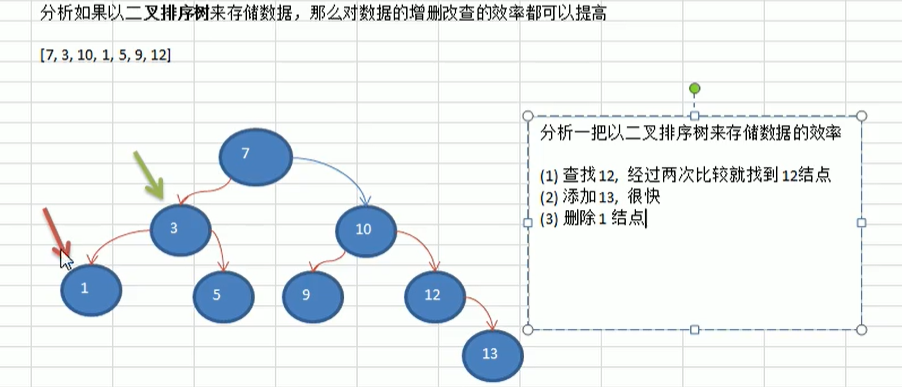 分析如果以二叉排序树来存储数据，那么对数据的增删改查的效率都可以提高
[7, 3, 10, 1, 5, 9, 12]
分析一把以二叉排序树来存储数据的效率
(1) 查找12, 经过两次比较就找到 12结点
(2) 添加13, 很快
(3) 删除1 结点
7
3
10
1
5
9
12
13